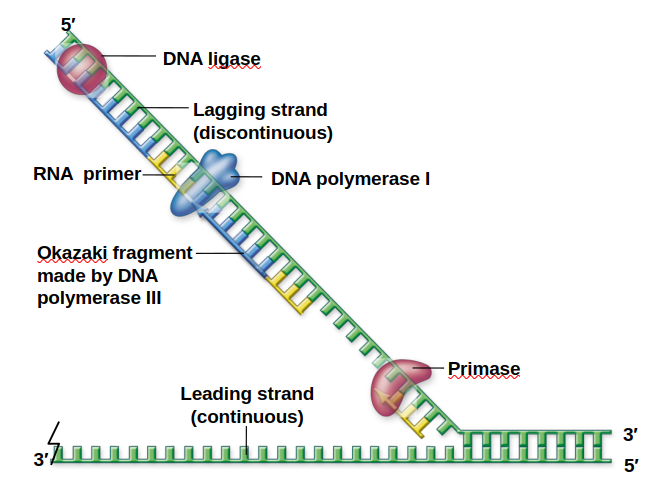 5′
DNA ligase
Lagging strand
(discontinuous)
RNA primer
DNA polymerase I
Okazaki fragment
made by DNA
polymerase III
Primase
Leading strand
(continuous)
3′
3′
5′